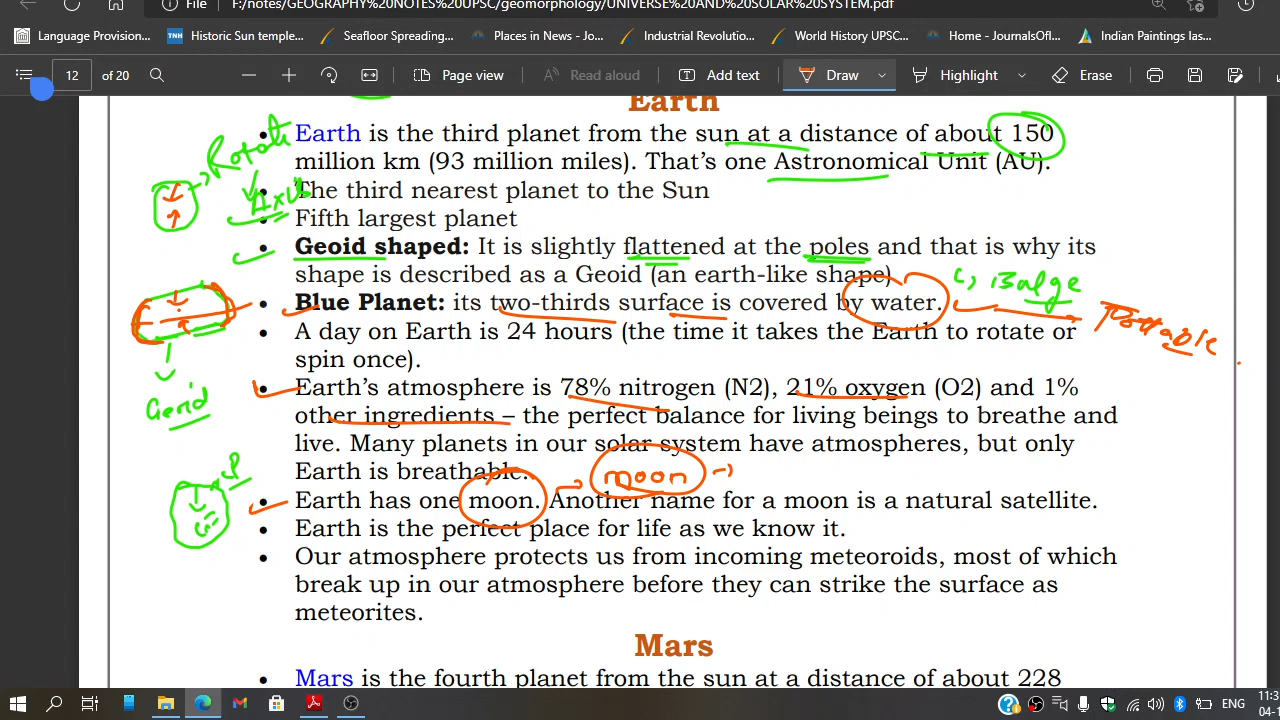 File | F:/notes/GEOGRAPHY%20NOTES%20UPSC/geomorphology/UNIVERSE%20AND%20SOLAR%20SYSTEM.pdf
Language Provision... Historic Sun temple... Seafloor Spreading... Places in News - Jo... Industrial Revolutio... World History UPSC... Home - JournalsOfI... Indian Paintings las...
12 of 20 Page view Read aloud Add text Draw Highlight Erase
Earth
• Earth is the third planet from the sun at a distance of about 150
million km (93 million miles). That's one Astronomical Unit (AU).
• The third nearest planet to the Sun
• Fifth largest planet
• Geoid shaped: It is slightly flattened at the poles and that is why its
shape is described as a Geoid (an earth-like shape)
• Blue Planet: its two-thirds surface is covered by water.
• A day on Earth is 24 hours (the time it takes the Earth to rotate or
spin once).
• Earth's atmosphere is 78% nitrogen (N2), 21% oxygen (O2) and 1%
other ingredients – the perfect balance for living beings to breathe and
live. Many planets in our solar system have atmospheres, but only
Earth is breathable.
• Earth has one moon. Another name for a moon is a natural satellite.
• Earth is the perfect place for life as we know it.
• Our atmosphere protects us from incoming meteoroids, most of which
break up in our atmosphere before they can strike the surface as
meteorites.
Mars
• Mars is the fourth planet from the sun at a distance of about 228
Geoid
moon
ENG